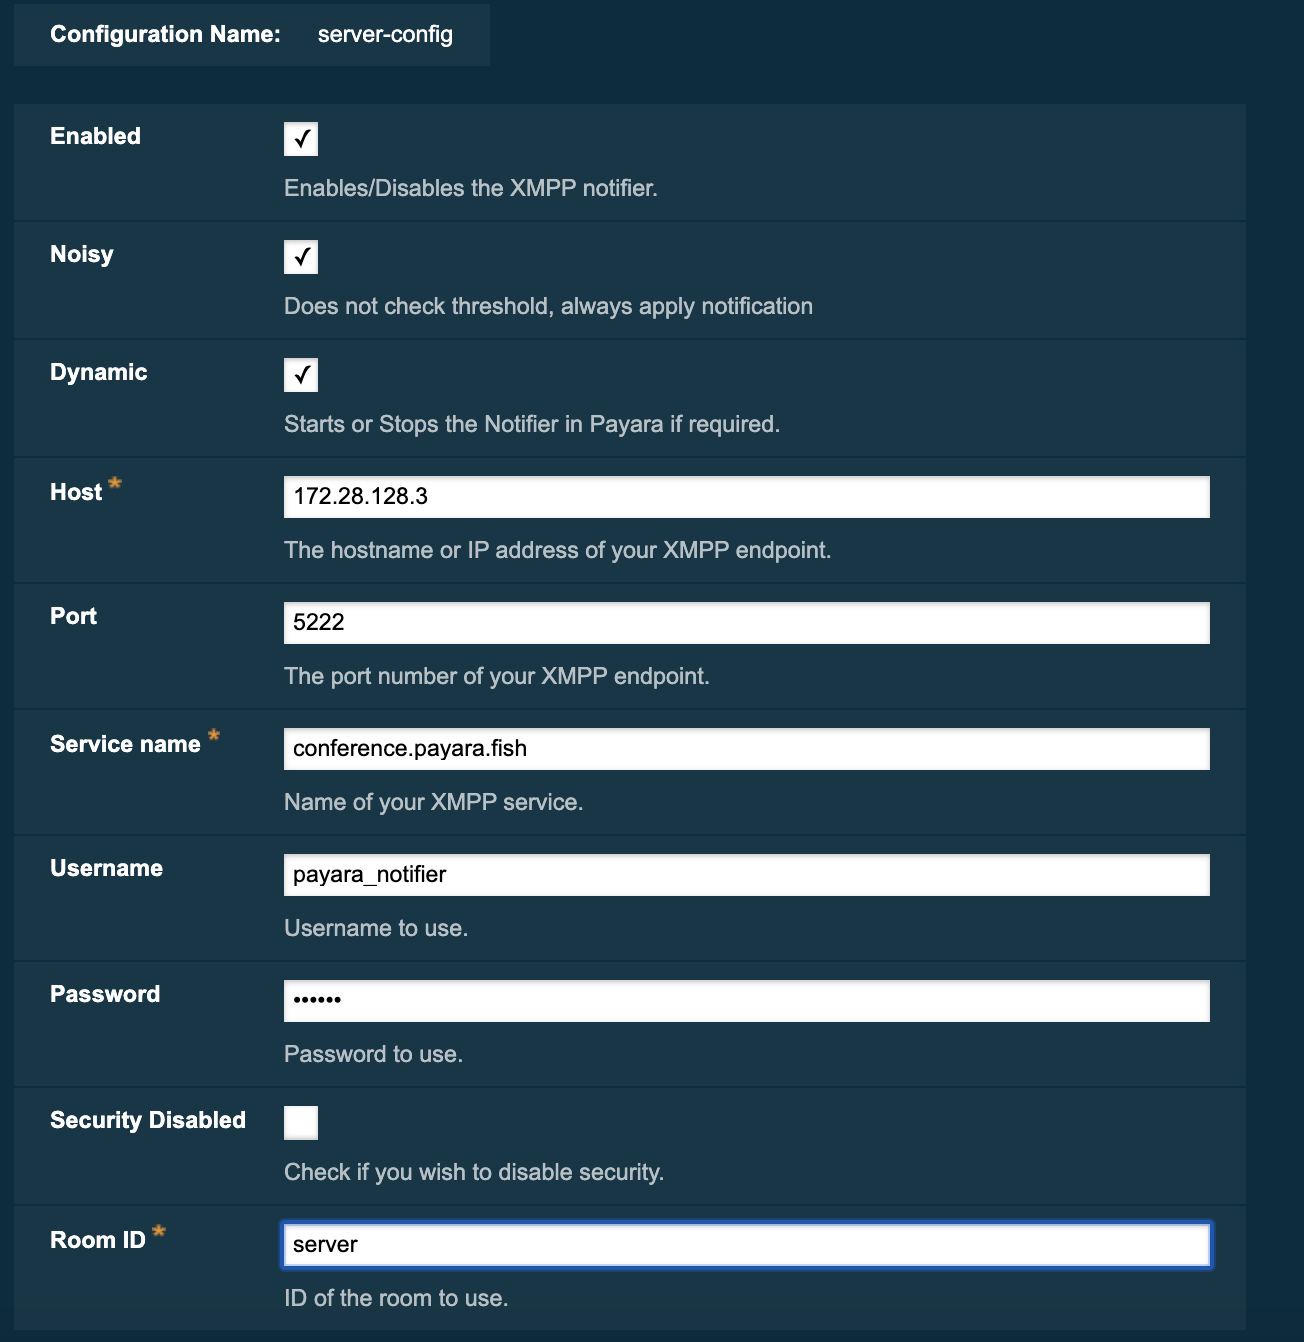 Configuration Name: server-config
Enabled ✓
Enables/Disables the XMPP notifier.
Noisy ✓
Does not check threshold, always apply notification
Dynamic ✓
Starts or Stops the Notifier in Payara if required.
Host * 172.28.128.3
The hostname or IP address of your XMPP endpoint.
Port 5222
The port number of your XMPP endpoint.
Service name * conference.payara.fish
Name of your XMPP service.
Username payara_notifier
Username to use.
Password ••••••
Password to use.
Security Disabled
Check if you wish to disable security.
Room ID * server
ID of the room to use.